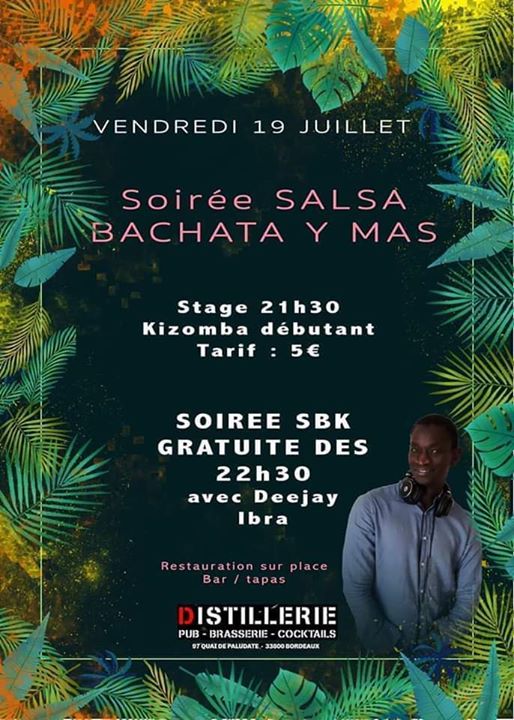 VENDREDI 19 JUILLET
Soirée SALSA
BACHATA Y MAS
Stage 21h30
Kizomba débutant
Tarif : 5€
SOIREE SBK
GRATUITE DES
22h30
avec Deejay
Ibra
Restauration sur place
Bar / tapas
DISTILLERIE
PUB - BRASSERIE - COCKTAILS
97 QUAI DE PALUDATE - 33800 BORDEAUX